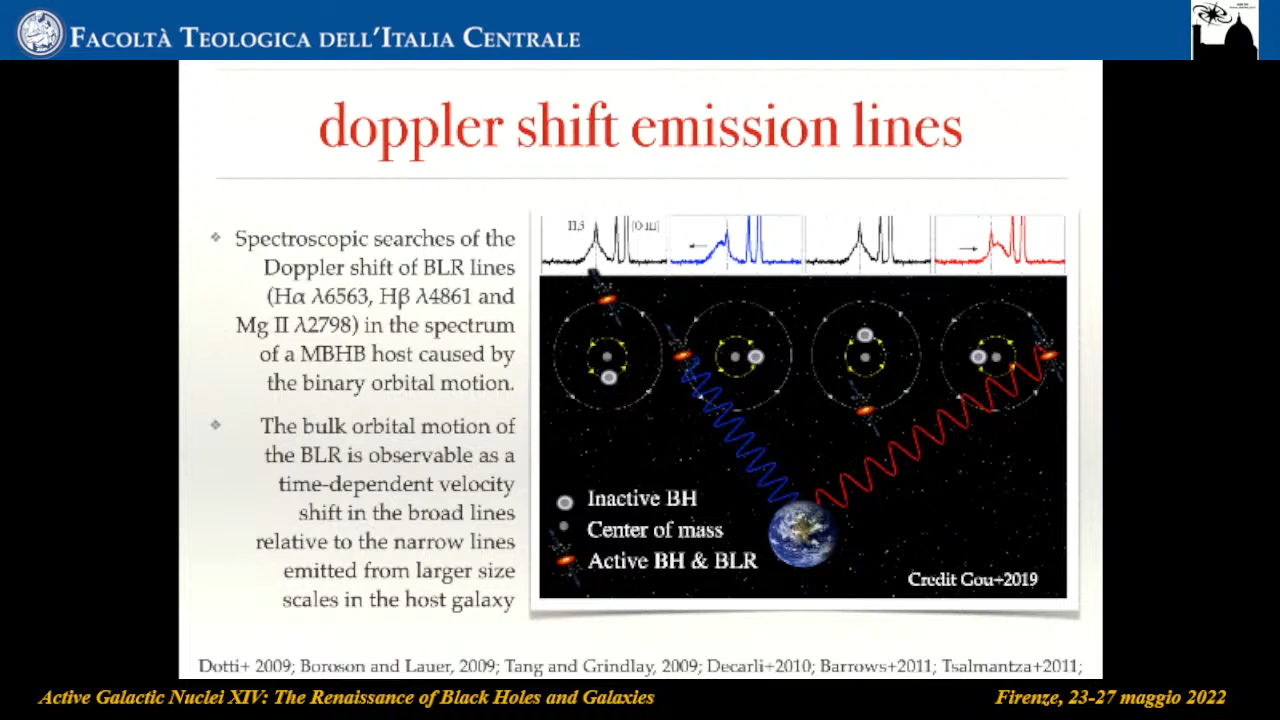 FACOLTÀ TEOLOGICA DELL'ITALIA CENTRALE
doppler shift emission lines
Spectroscopic searches of the
Doppler shift of BLR lines
(Hα λ6563, Hβ λ4861 and
Mg II λ2798) in the spectrum
of a MBHB host caused by
the binary orbital motion.
The bulk orbital motion of
the BLR is observable as a
time-dependent velocity
shift in the broad lines
relative to the narrow lines
emitted from larger size
scales in the host galaxy
[O III]
Inactive BH
Center of mass
Active BH & BLR
Credit Gou+2019
Dotti+ 2009; Boroson and Lauer, 2009; Tang and Grindlay, 2009; Decarli+2010; Barrows+2011; Tsalmantza+2011;
Active Galactic Nuclei XIV: The Renaissance of Black Holes and Galaxies
Firenze, 23-27 maggio 2022